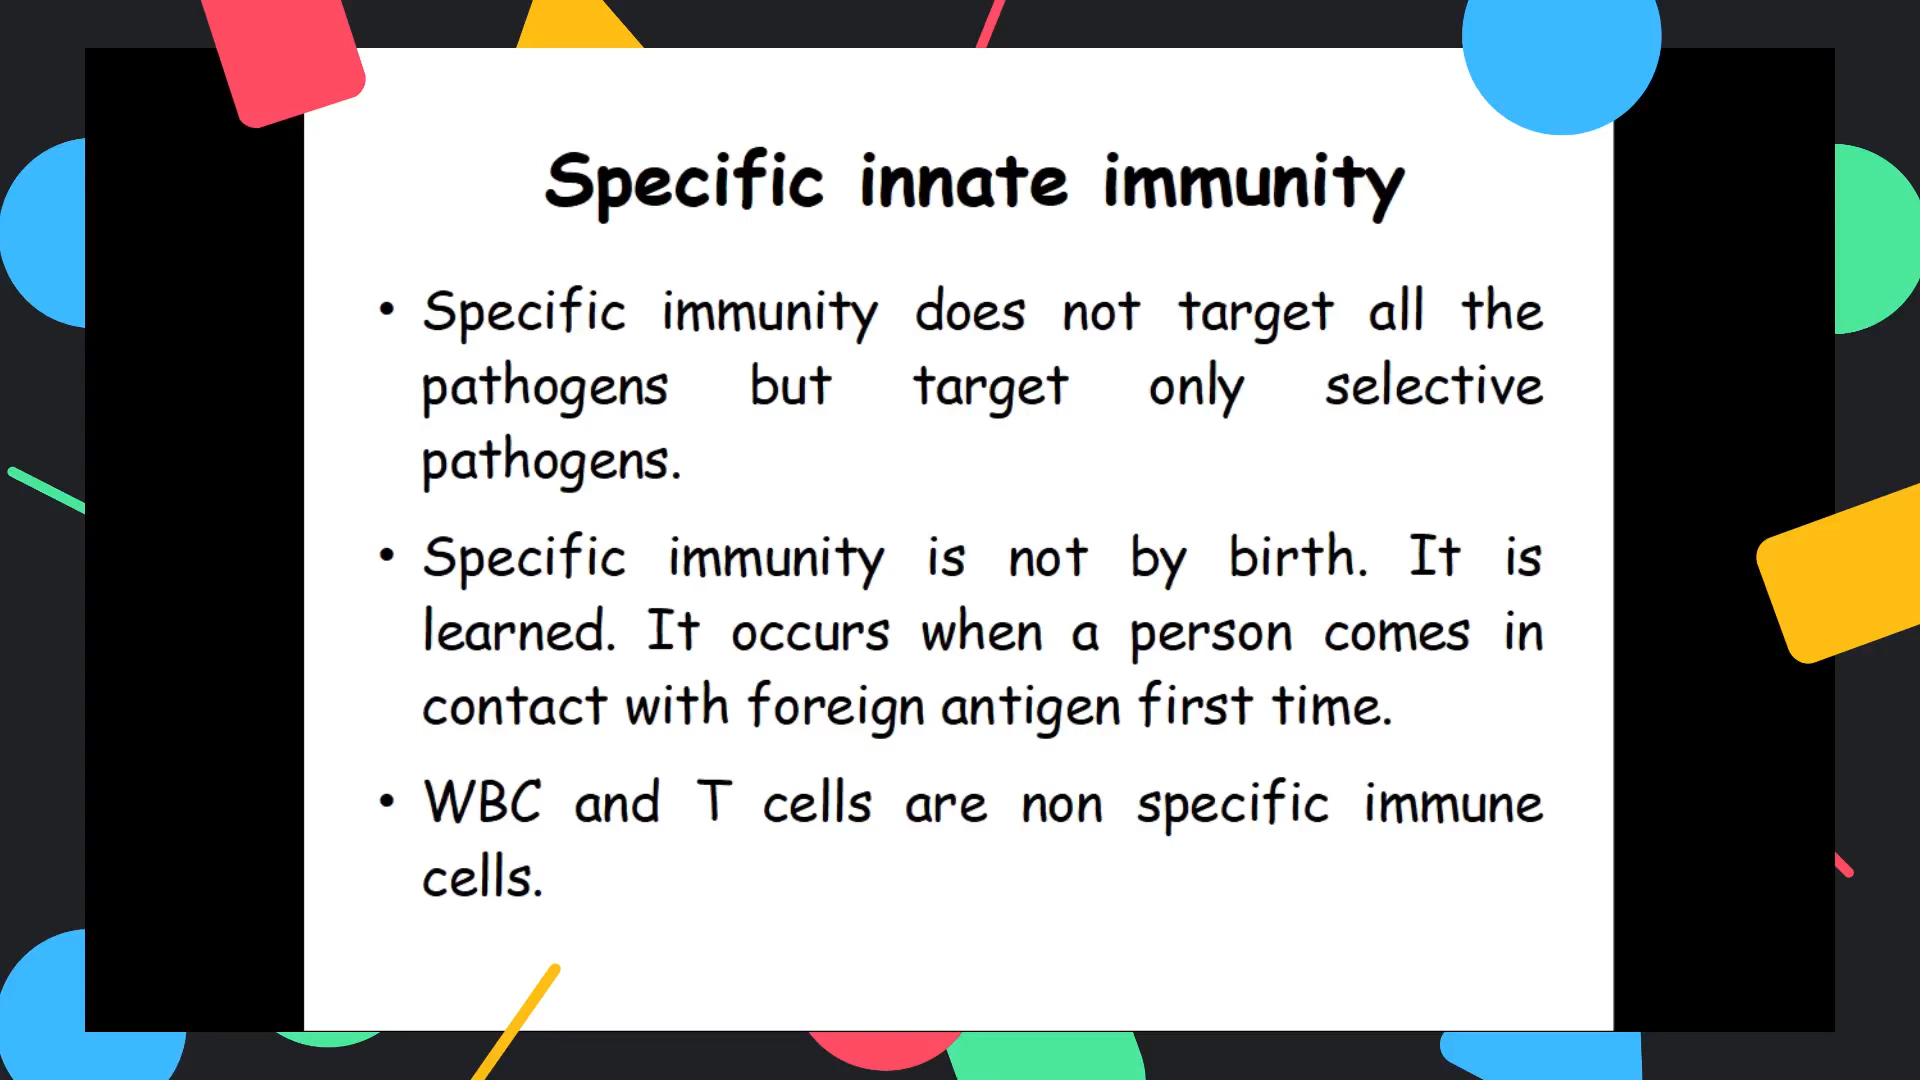 Specific innate immunity
• Specific immunity does not target all the
pathogens but target only selective
pathogens.
• Specific immunity is not by birth. It is
learned. It occurs when a person comes in
contact with foreign antigen first time.
• WBC and T cells are non specific immune
cells.